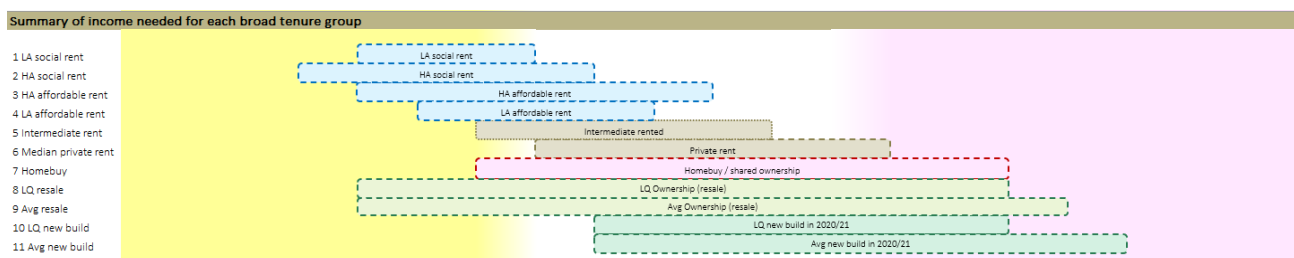 Summary of income needed for each broad tenure group
1 LA social rent
LA social rent
2 HA social rent
HA social rent
3 HA affordable rent
HA affordable rent
4 LA affordable rent
LA affordable rent
5 Intermediate rent
Intermediate rented
6 Median private rent
Private rent
7 Homebuy
Homebuy / shared ownership
8 LQ resale
LQ Ownership (resale)
9 Avg resale
Avg Ownership (resale)
10 LQ new build
LQ new build in 2020/21
11 Avg new build
Avg new build in 2020/21